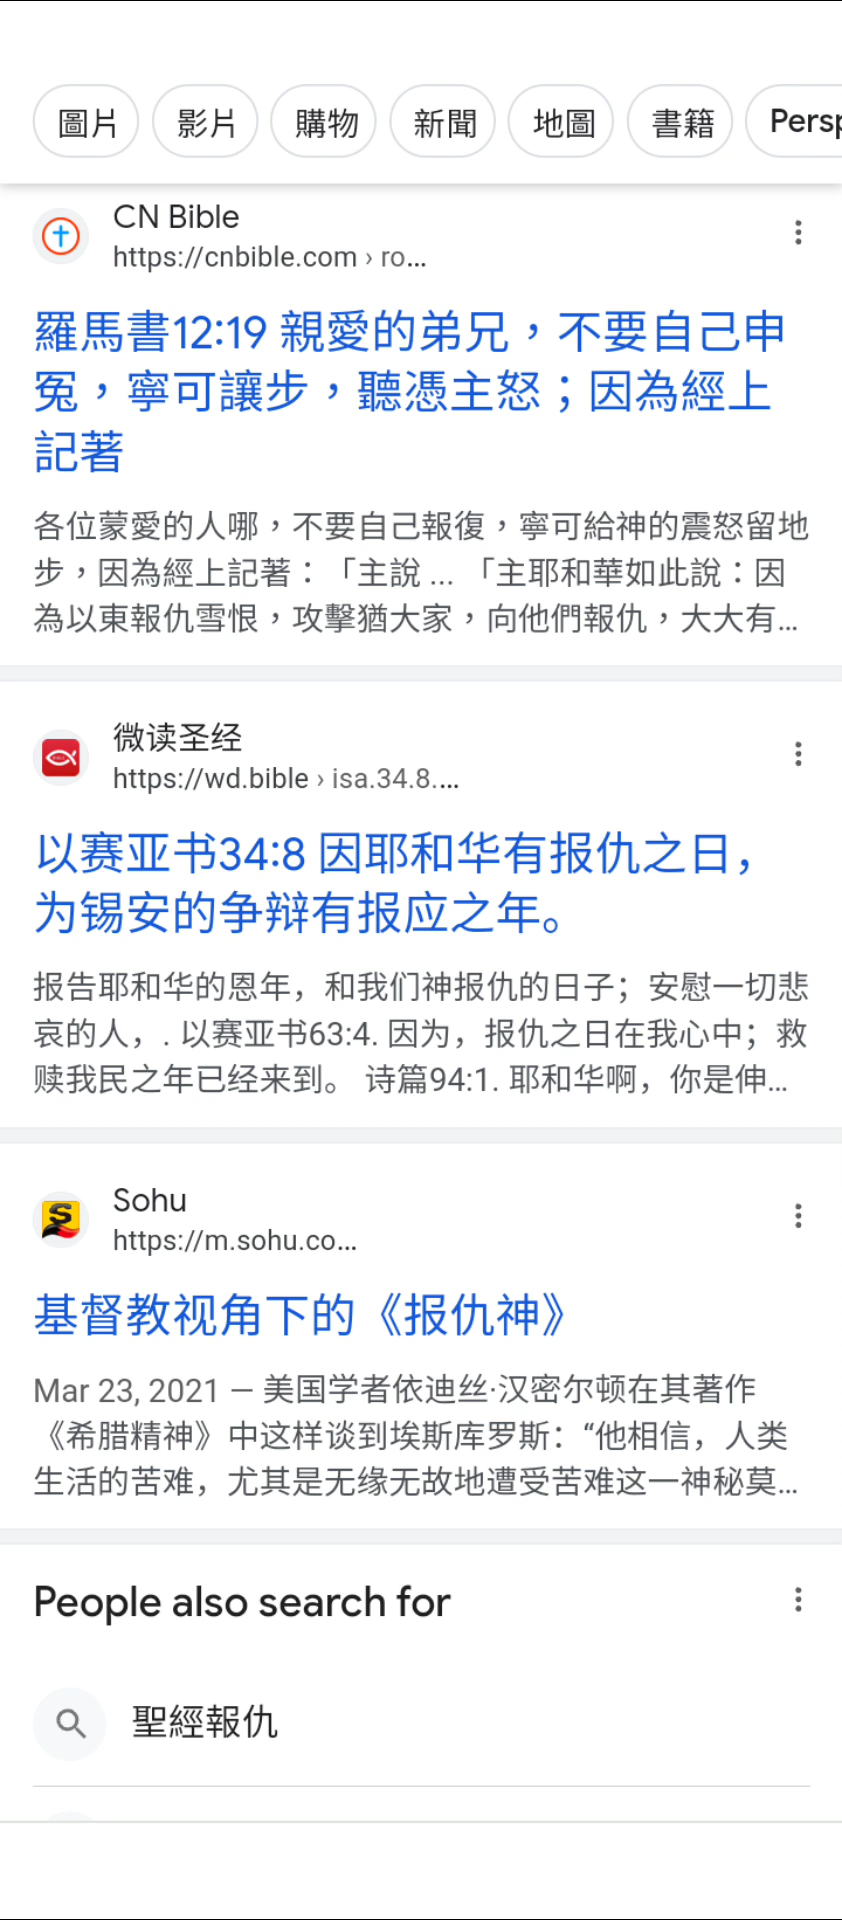 圖片 影片 購物 新聞 地圖 書籍 Persp
CN Bible
https://cnbible.com › ro...
羅馬書12:19 親愛的弟兄，不要自己申
冤，寧可讓步，聽憑主怒；因為經上
記著
各位蒙愛的人哪，不要自己報復，寧可給神的震怒留地
步，因為經上記著：「主說 ... 「主耶和華如此說：因
為以東報仇雪恨，攻擊猶大家，向他們報仇，大大有...
微读圣经
https://wd.bible › isa.34.8....
以赛亚书34:8 因耶和华有报仇之日，
为锡安的争辩有报应之年。
报告耶和华的恩年，和我们神报仇的日子；安慰一切悲
哀的人，. 以赛亚书63:4. 因为，报仇之日在我心中；救
赎我民之年已经来到。 诗篇94:1. 耶和华啊，你是伸...
Sohu
https://m.sohu.co...
基督教视角下的《报仇神》
Mar 23, 2021 — 美国学者依迪丝·汉密尔顿在其著作
《希腊精神》中这样谈到埃斯库罗斯：“他相信，人类
生活的苦难，尤其是无缘无故地遭受苦难这一神秘莫...
People also search for
聖經報仇